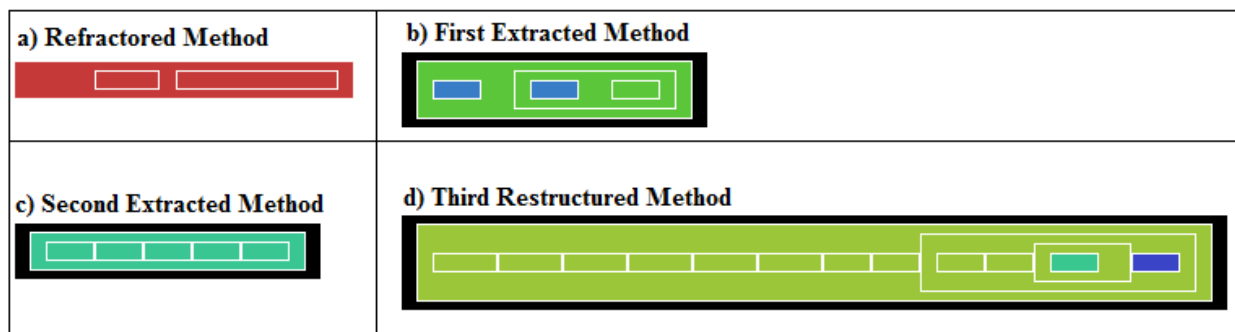 a) Refractored Method
b) First Extracted Method
c) Second Extracted Method
d) Third Restructured Method